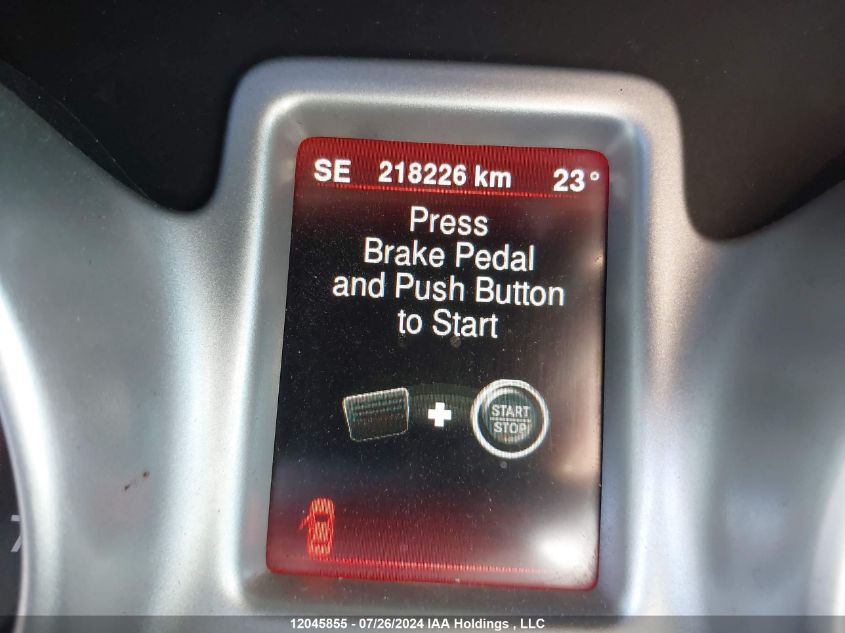 SE 218226 km 23°
Press
Brake Pedal
and Push Button
to Start
START
STOP
7
12045855 - 07/26/2024 IAA Holdings , LLC